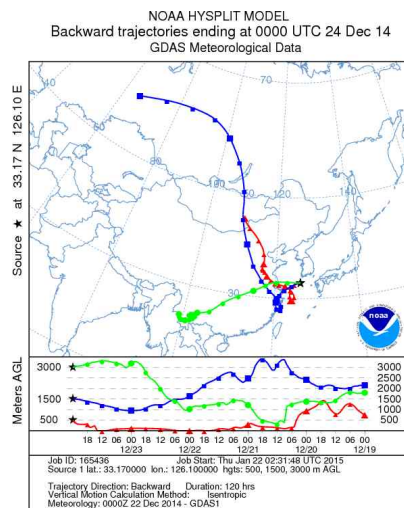 NOAA HYSPLIT MODEL
Backward trajectories ending at 0000 UTC 24 Dec 14
GDAS Meteorological Data
Source ★ at 33.17 N 126.10 E
40
60
80
70
140
120
30
noaa
Meters AGL
3000
1500
500
3000
2500
2000
1500
1000
500
18 12 06 00 18 12 06 00 18 12 06 00 18 12 06 00 18 12 06 00
12/23 12/22 12/21 12/20 12/19
Job ID: 165436 Job Start: Thu Jan 22 02:31:48 UTC 2015
Source 1 lat.: 33.170000 lon.: 126.100000 hgts: 500, 1500, 3000 m AGL
Trajectory Direction: Backward Duration: 120 hrs
Vertical Motion Calculation Method: Isentropic
Meteorology: 0000Z 22 Dec 2014 - GDAS1